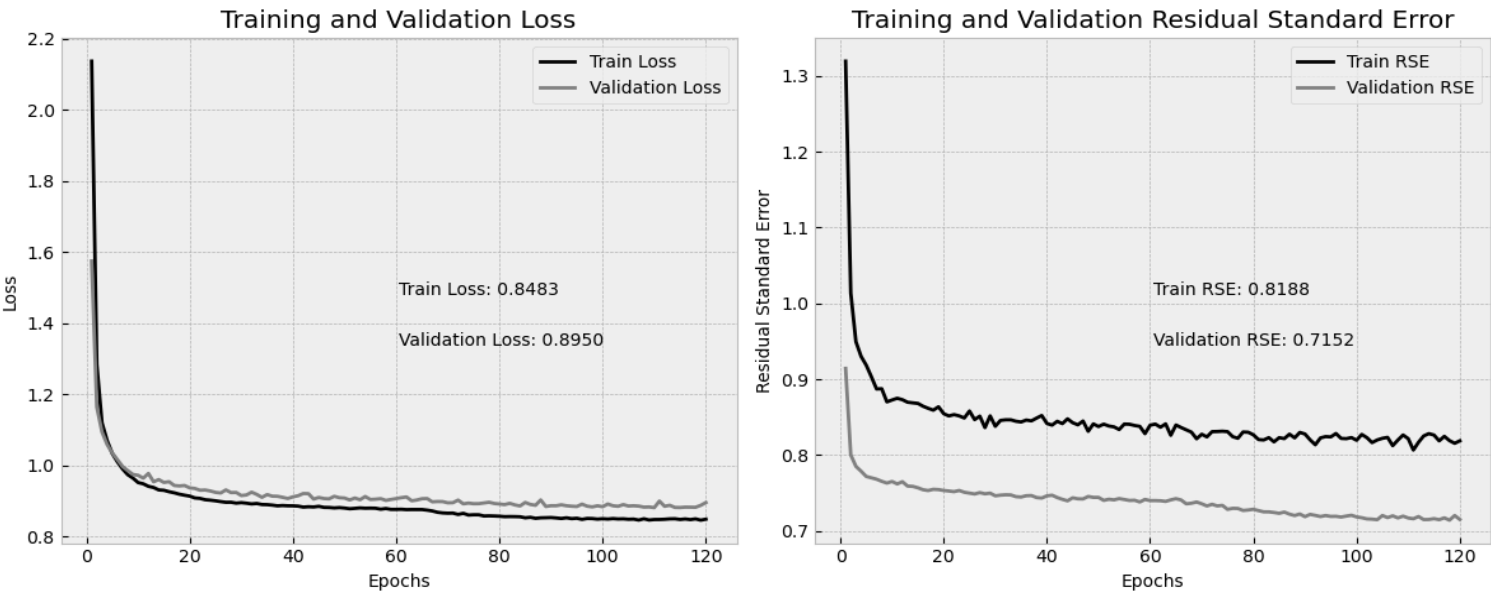 Training and Validation Loss
2.2
2.0
1.8
1.6
1.4
1.2
1.0
0.8
Loss
Train Loss
Validation Loss
Train Loss: 0.8483
Validation Loss: 0.8950
0 20 40 60 80 100 120
Epochs
Training and Validation Residual Standard Error
1.3
1.2
1.1
1.0
0.9
0.8
0.7
Residual Standard Error
Train RSE
Validation RSE
Train RSE: 0.8188
Validation RSE: 0.7152
0 20 40 60 80 100 120
Epochs